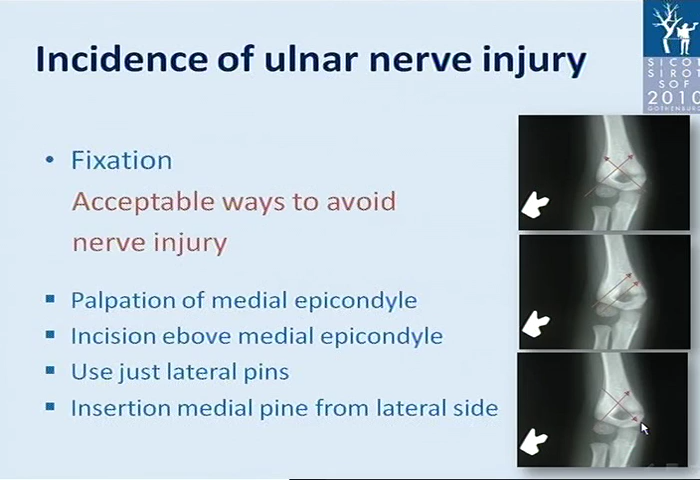 Incidence of ulnar nerve injury
SICOT
SIROT
SOF
2010
GOTHENBURG
• Fixation
Acceptable ways to avoid
nerve injury
▪ Palpation of medial epicondyle
▪ Incision ebove medial epicondyle
▪ Use just lateral pins
▪ Insertion medial pine from lateral side